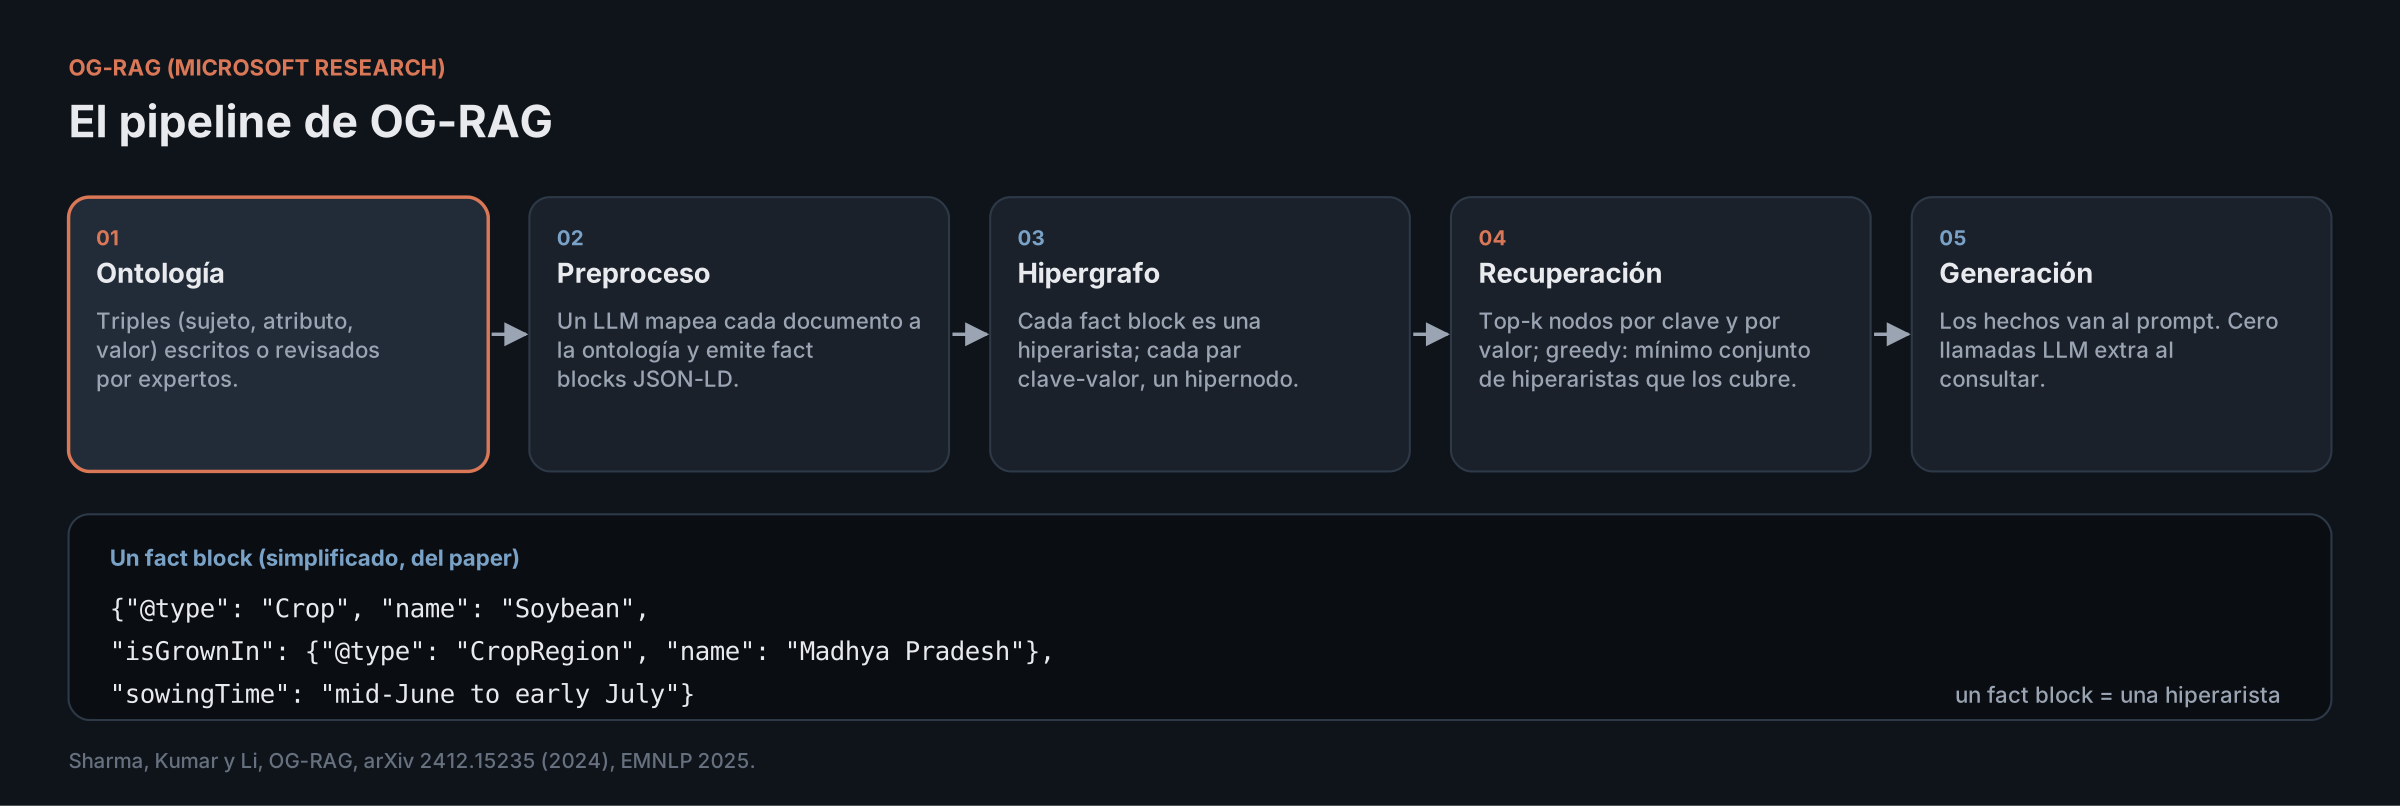 OG-RAG (MICROSOFT RESEARCH)
El pipeline de OG-RAG
01
Ontología
Triples (sujeto, atributo,
valor) escritos o revisados
por expertos.
02
Preproceso
Un LLM mapea cada documento a
la ontología y emite fact
blocks JSON-LD.
03
Hipergrafo
Cada fact block es una
hiperarista; cada par
clave-valor, un hipernodo.
04
Recuperación
Top-k nodos por clave y por
valor; greedy: mínimo conjunto
de hiperaristas que los cubre.
05
Generación
Los hechos van al prompt. Cero
llamadas LLM extra al
consultar.
Un fact block (simplificado, del paper)
{"@type": "Crop", "name": "Soybean",
"isGrownIn": {"@type": "CropRegion", "name": "Madhya Pradesh"},
"sowingTime": "mid-June to early July"}
un fact block = una hiperarista
Sharma, Kumar y Li, OG-RAG, arXiv 2412.15235 (2024), EMNLP 2025.